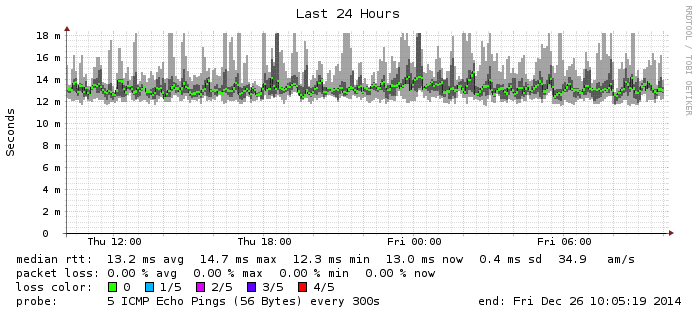 Last 24 Hours
RRDTOOL / TOBI OETIKER
Seconds
18 m
16 m
14 m
12 m
10 m
8 m
6 m
4 m
2 m
0
Thu 12:00 Thu 18:00 Fri 00:00 Fri 06:00
median rtt: 13.2 ms avg 14.7 ms max 12.3 ms min 13.0 ms now 0.4 ms sd 34.9 am/s
packet loss: 0.00 % avg 0.00 % max 0.00 % min 0.00 % now
loss color: 0 1/5 2/5 3/5 4/5
probe: 5 ICMP Echo Pings (56 Bytes) every 300s end: Fri Dec 26 10:05:19 2014